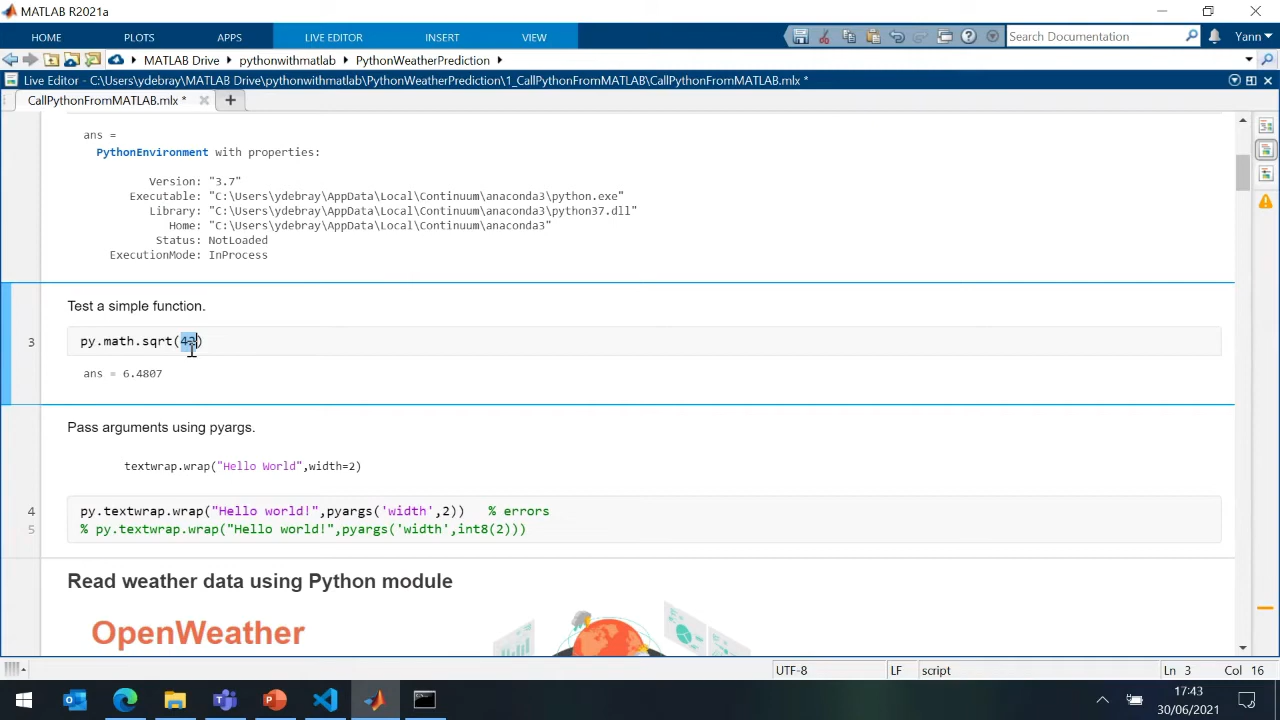 MATLAB R2021a
HOME PLOTS APPS LIVE EDITOR INSERT VIEW Search Documentation Yann
MATLAB Drive pythonwithmatlab PythonWeatherPrediction
Live Editor - C:\Users\ydebray\MATLAB Drive\pythonwithmatlab\PythonWeatherPrediction\1_CallPythonFromMATLAB\CallPythonFromMATLAB.mlx *
CallPythonFromMATLAB.mlx *
ans =
PythonEnvironment with properties:
Version: "3.7"
Executable: "C:\Users\ydebray\AppData\Local\Continuum\anaconda3\python.exe"
Library: "C:\Users\ydebray\AppData\Local\Continuum\anaconda3\python37.dll"
Home: "C:\Users\ydebray\AppData\Local\Continuum\anaconda3"
Status: NotLoaded
ExecutionMode: InProcess
Test a simple function.
3 py.math.sqrt(42)
ans = 6.4807
Pass arguments using pyargs.
textwrap.wrap("Hello World",width=2)
4 py.textwrap.wrap("Hello world!",pyargs('width',2)) % errors
5 % py.textwrap.wrap("Hello world!",pyargs('width',int8(2)))
Read weather data using Python module
OpenWeather
UTF-8 LF script Ln 3 Col 16
17:43
30/06/2021